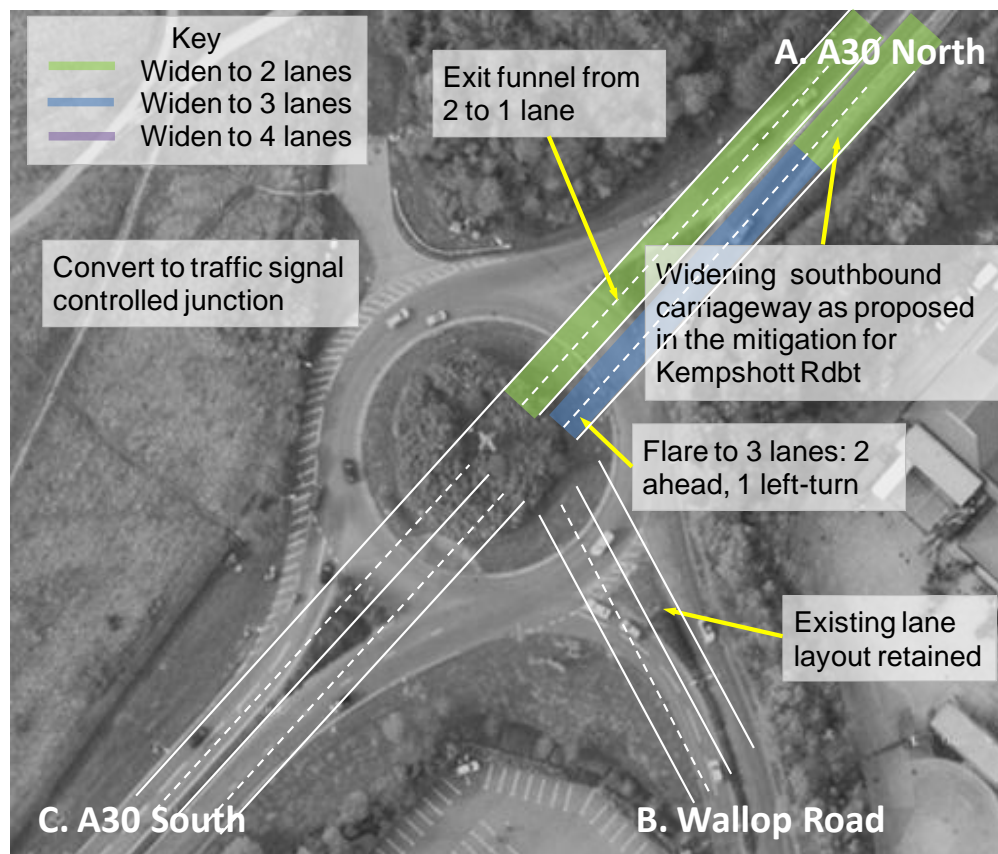 Key
Widen to 2 lanes
Widen to 3 lanes
Widen to 4 lanes
A. A30 North
Exit funnel from
2 to 1 lane
Convert to traffic signal
controlled junction
Widening southbound
carriageway as proposed
in the mitigation for
Kempshott Rdbt
Flare to 3 lanes: 2
ahead, 1 left-turn
Existing lane
layout retained
C. A30 South
B. Wallop Road